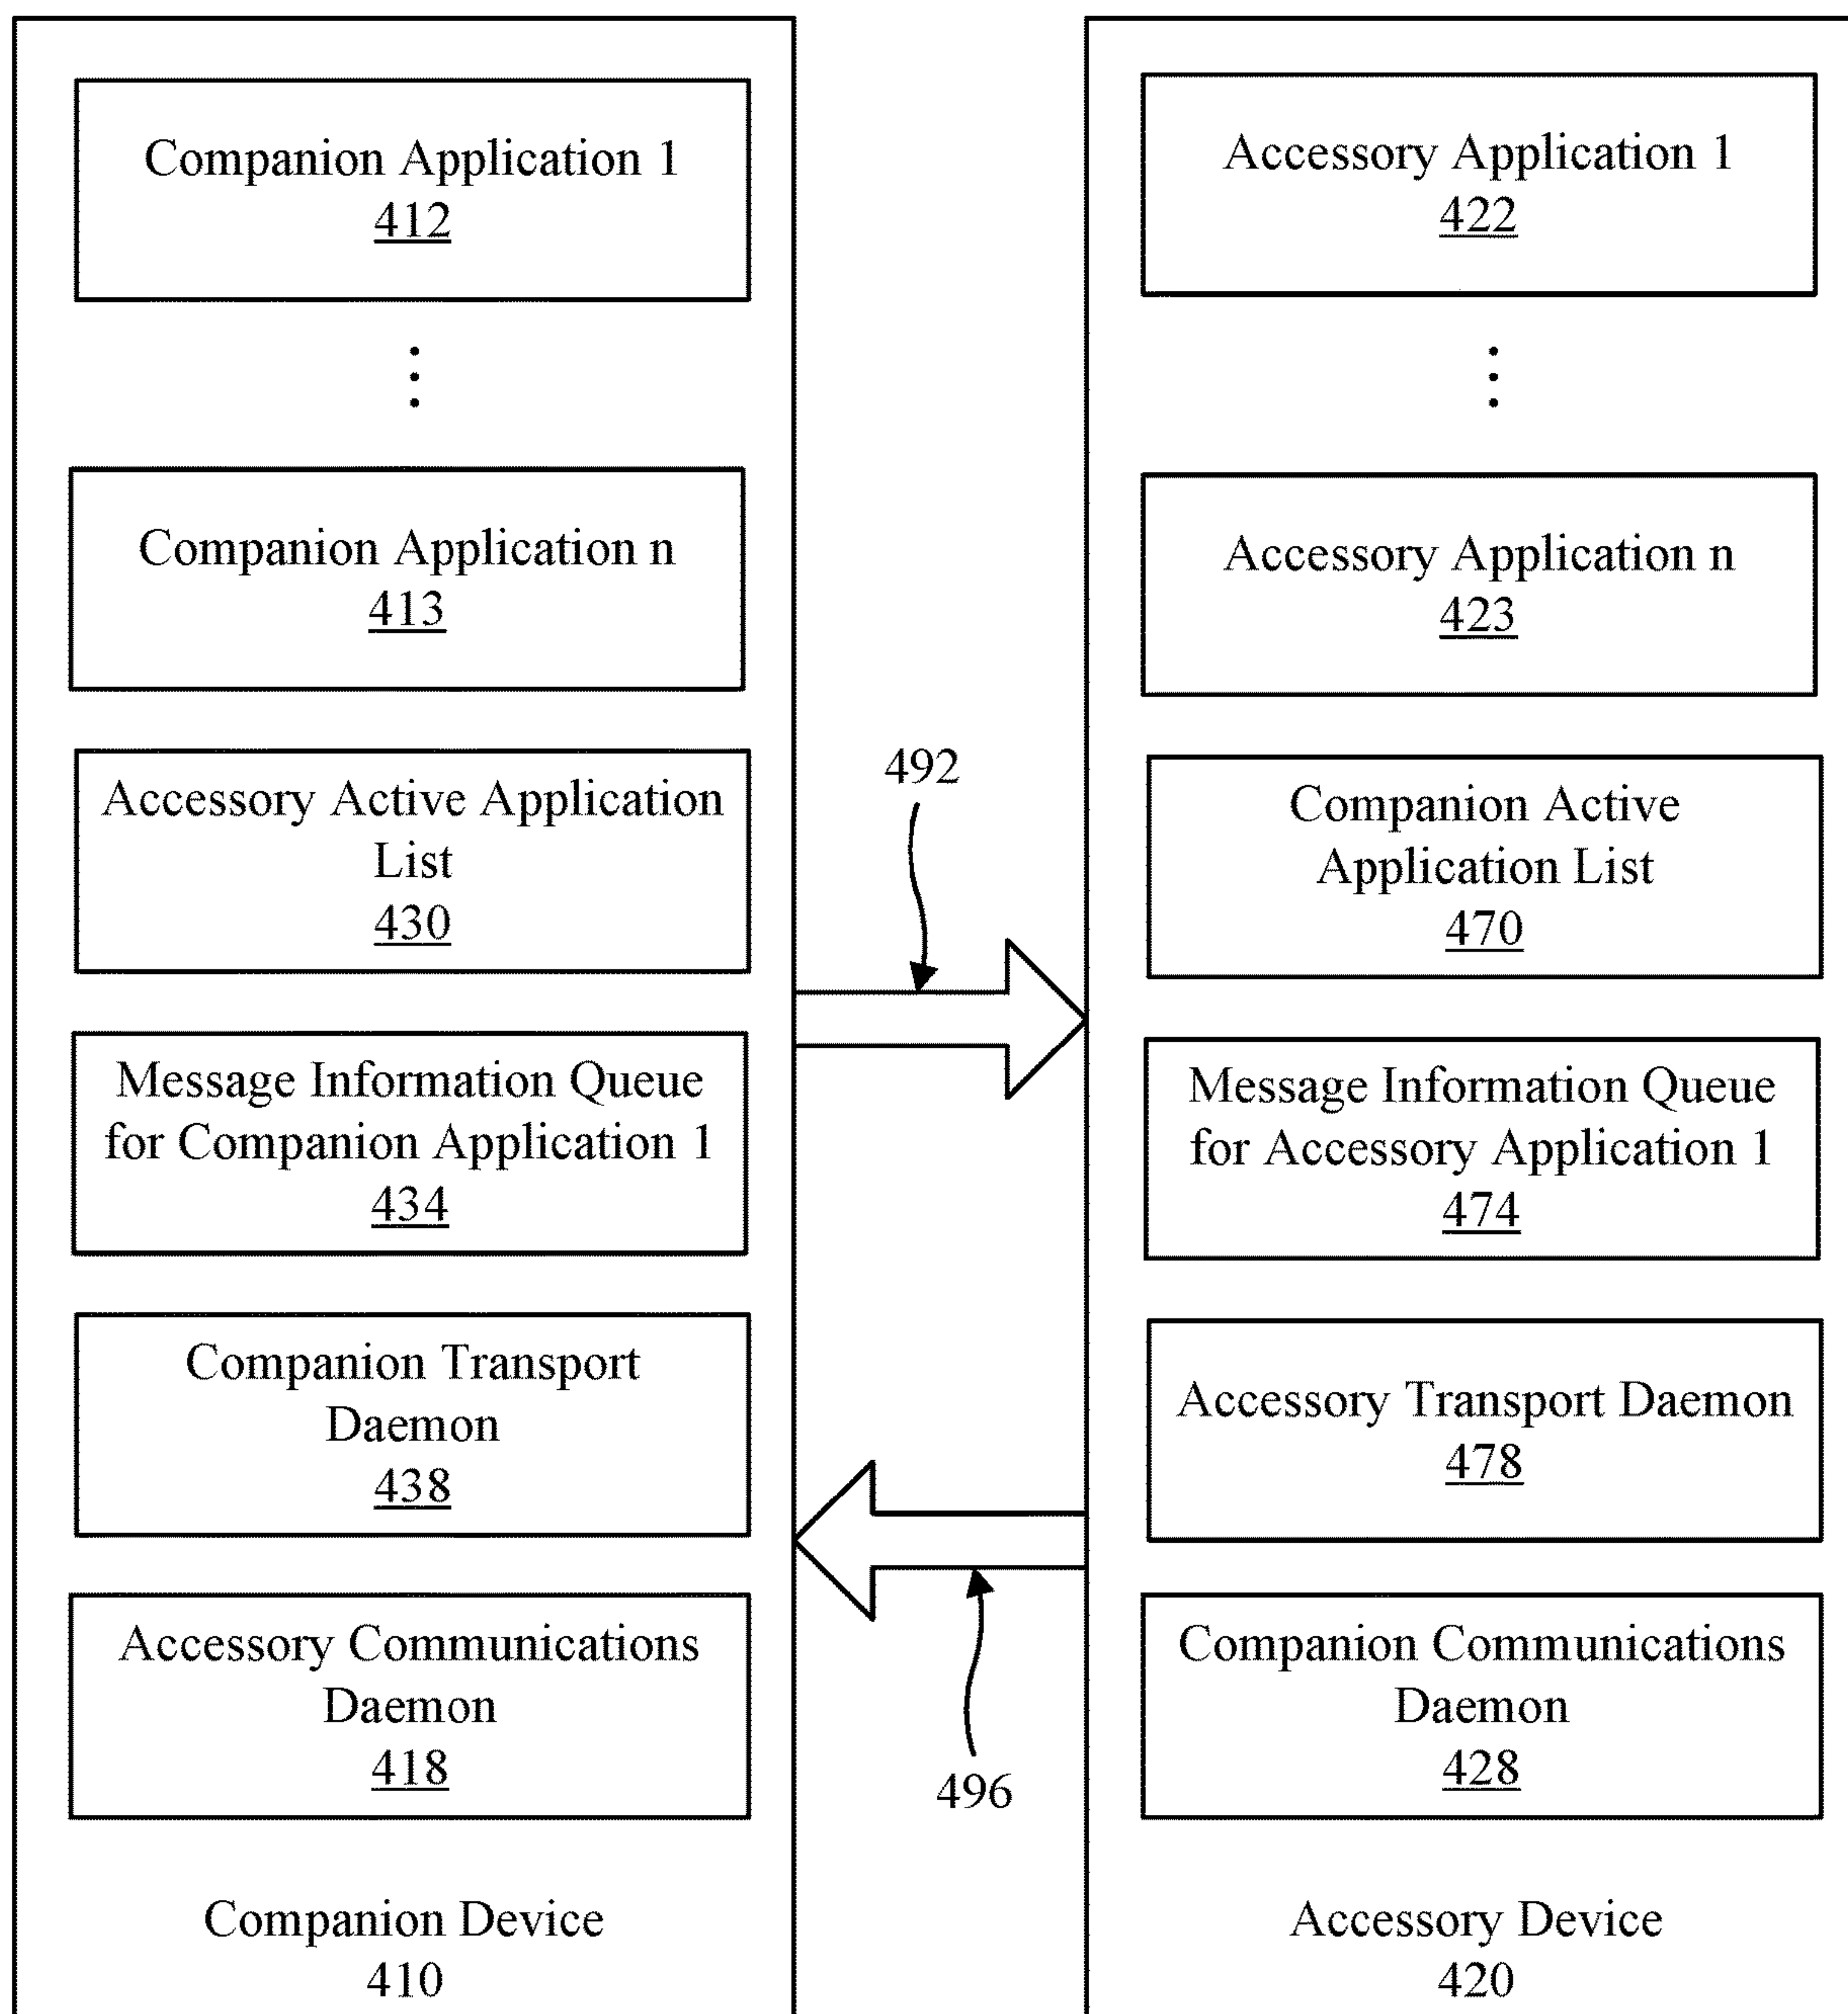 Companion Application 1
412
Companion Application n
413
Accessory Active Application
List
430
Message Information Queue
for Companion Application 1
434
Companion Transport
Daemon
438
Accessory Communications
Daemon
418
Companion Device
410
492
496
Accessory Application 1
422
Accessory Application n
423
Companion Active
Application List
470
Message Information Queue
for Accessory Application 1
474
Accessory Transport Daemon
478
Companion Communications
Daemon
428
Accessory Device
420